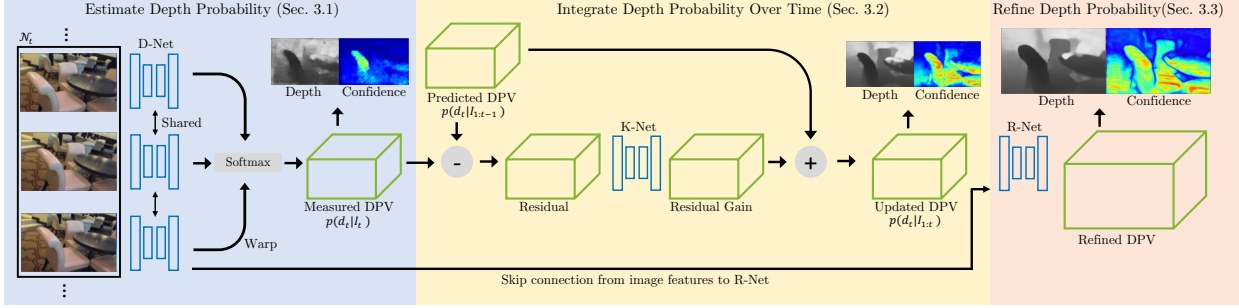 Estimate Depth Probability (Sec. 3.1)
𝒩t
⋮
D-Net
Shared
Softmax
Warp
⋮
Depth
Confidence
Measured DPV
p(dt|It)
Integrate Depth Probability Over Time (Sec. 3.2)
Predicted DPV
p(dt|I1:t−1)
-
Residual
K-Net
Residual Gain
+
Depth
Confidence
Updated DPV
p(dt|I1:t)
Skip connection from image features to R-Net
Refine Depth Probability(Sec. 3.3)
Depth
Confidence
R-Net
Refined DPV